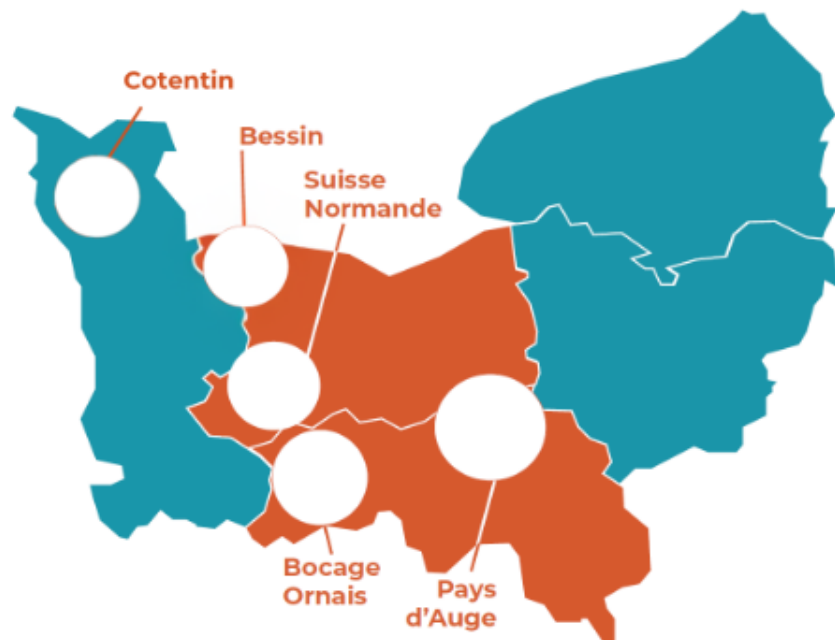 Cotentin
Bessin
Suisse
Normande
Bocage
Ornais
Pays
d'Auge